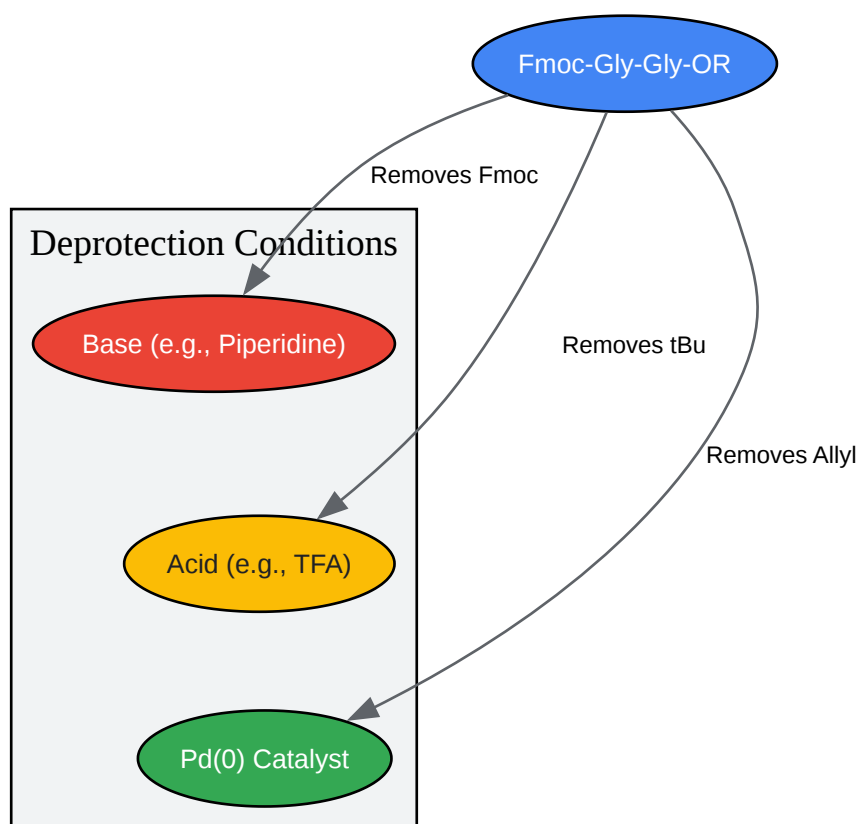 Fmoc-Gly-Gly-OR
Removes Fmoc
Deprotection Conditions
Base (e.g., Piperidine)
Removes tBu
Removes Allyl
Acid (e.g., TFA)
Pd(0) Catalyst